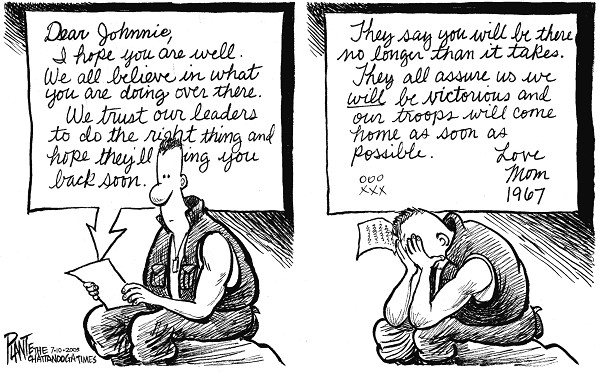 Dear Johnnie,
I hope you are well.
We all believe in what
you are doing over there.
We trust our leaders
to do the right thing and
hope they'll ing you
back soon.
They say you will be there
no longer than it takes.
They all assure us we
will be victorious and
our troops will come
home as soon as
possible.
Love
Mom
1967
ooo
xxx
PLANTE THE 7-10-2003
CHATTANOOGA TIMES